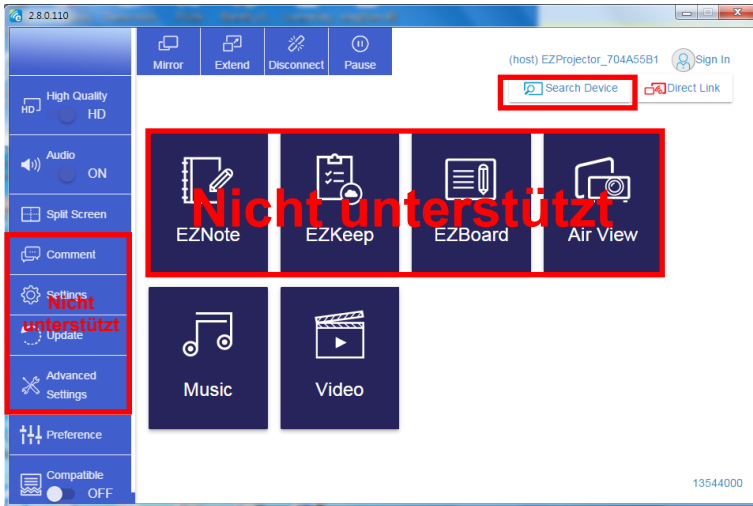 2.8.0.110
Mirror
Extend
Disconnect
Pause
(host) EZProjector_704A55B1
Sign In
Search Device
Direct Link
High Quality
HD
HD
Audio
ON
Split Screen
Comment
Settings
Update
Advanced
Settings
Preference
Compatible
OFF
Nicht
unterstützt
Nicht unterstützt
EZNote
EZKeep
EZBoard
Air View
Music
Video
13544000